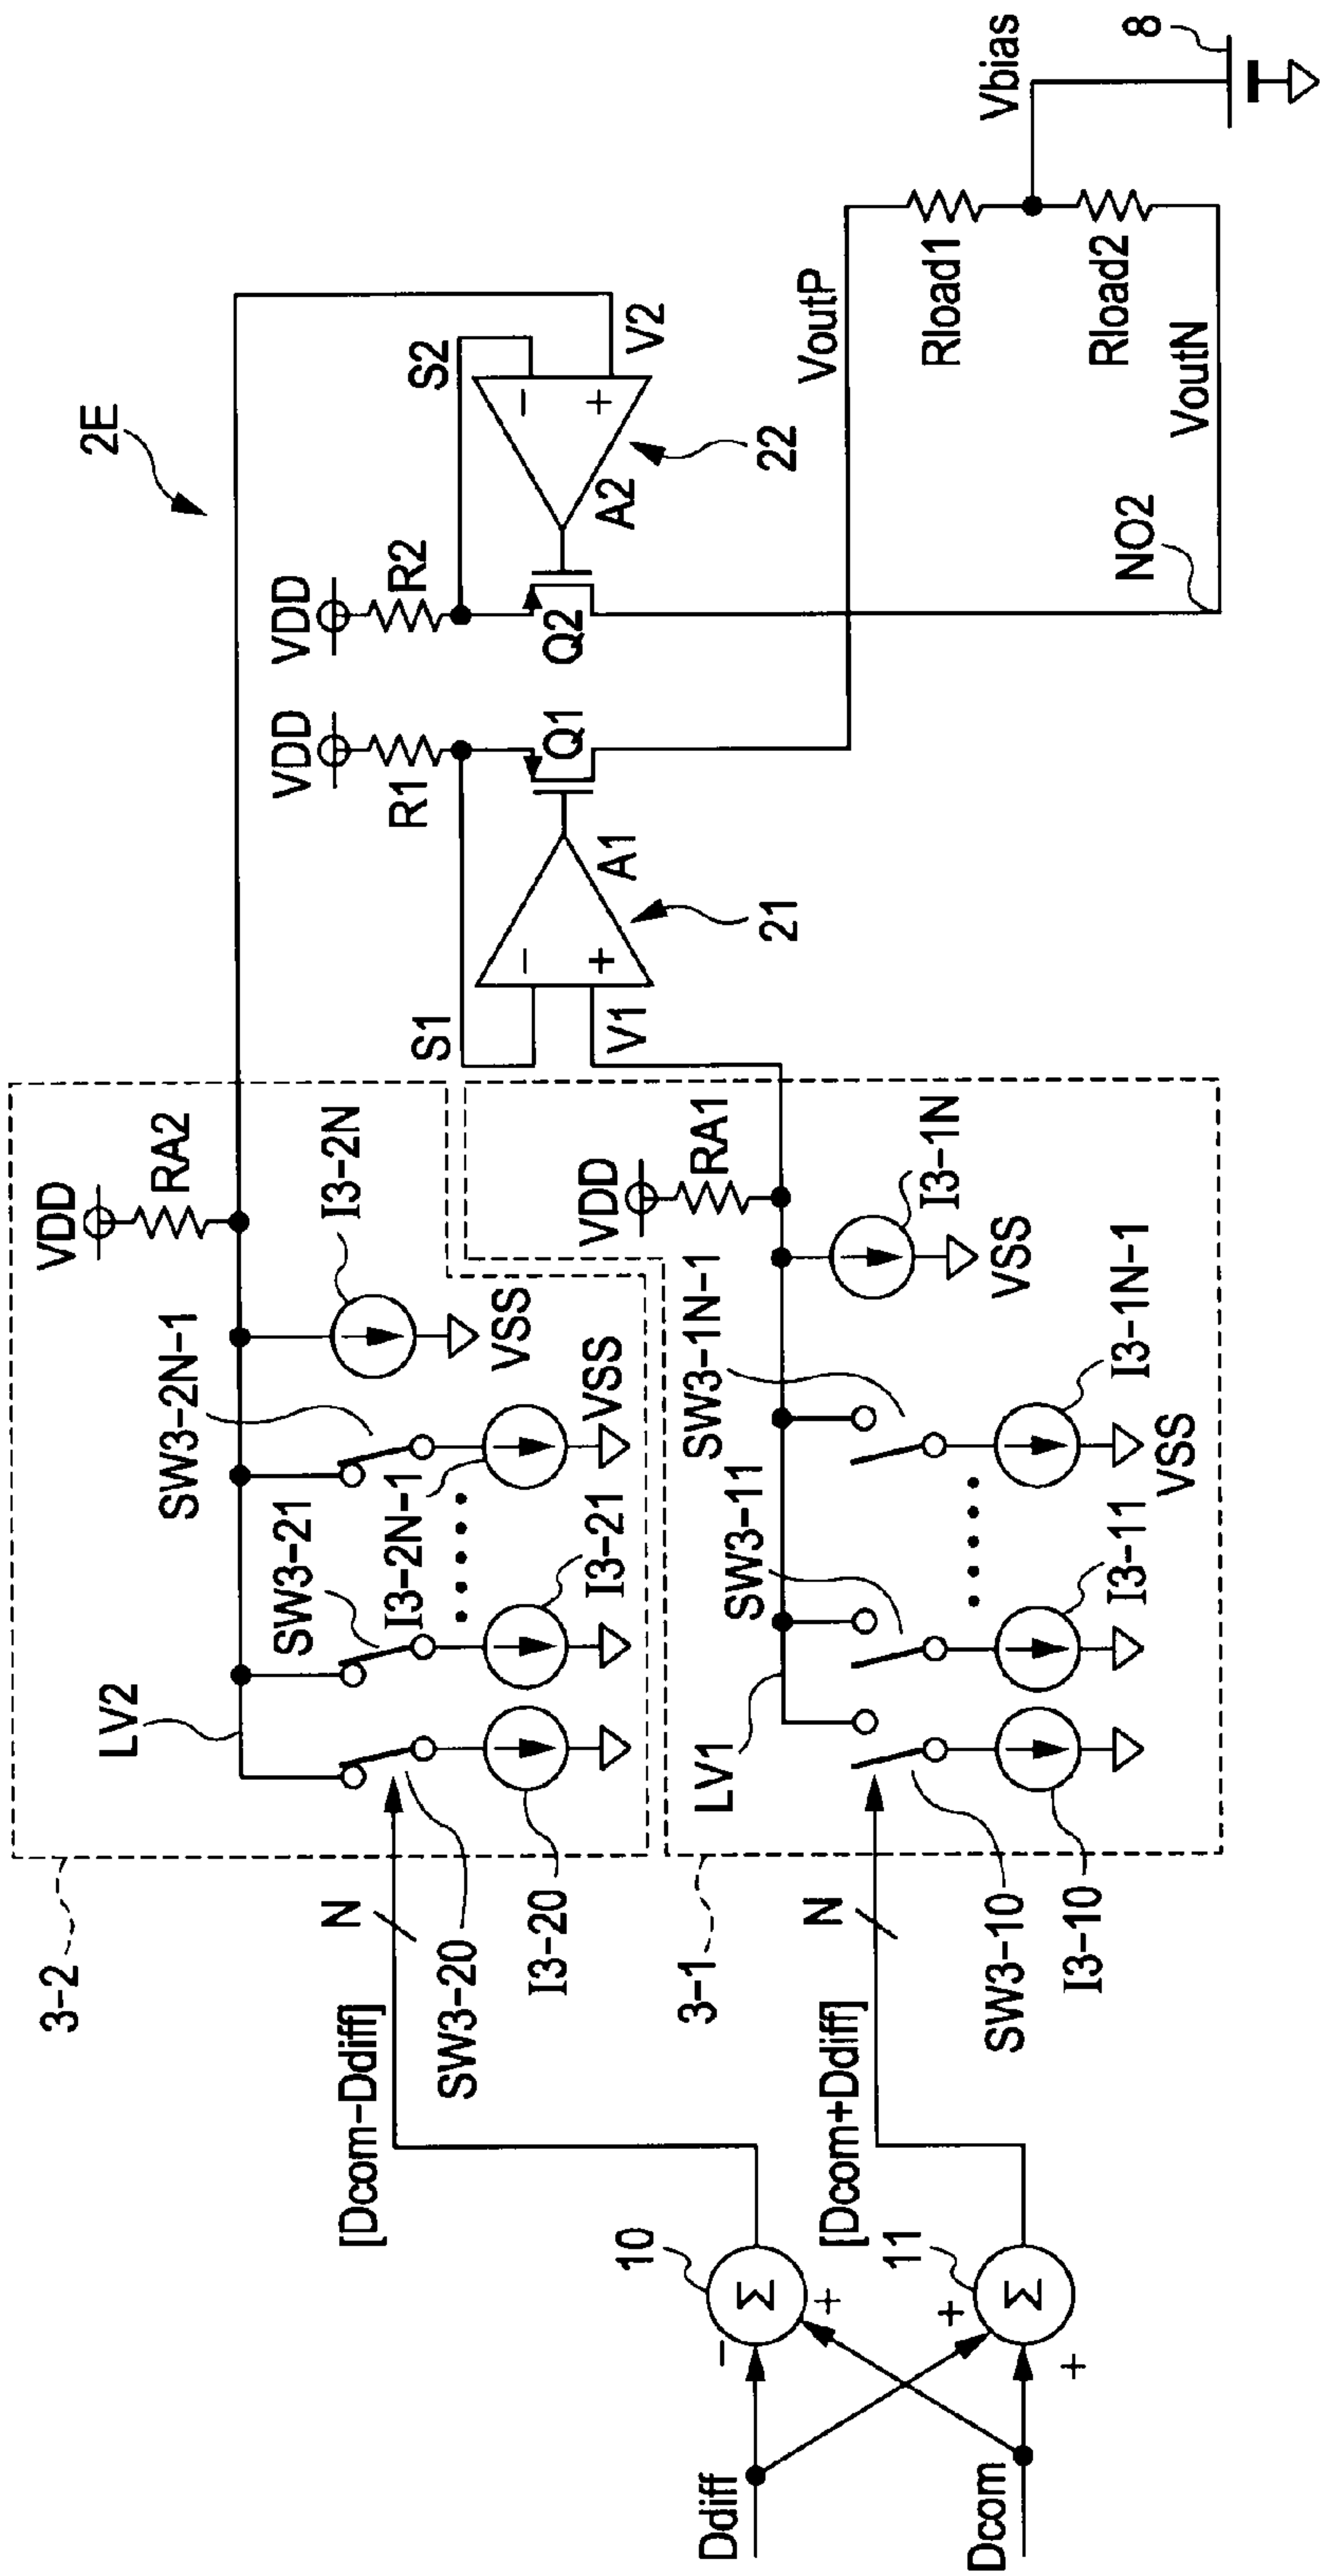 2E
3-2
VDD
RA2
LV2
SW3-21
SW3-2N-1
I3-2N
VSS
I3-2N-1
VSS
I3-21
I3-20
SW3-20
N
[Dcom-Ddiff]
3-1
VDD
RA1
LV1
SW3-11
SW3-1N-1
I3-1N
VSS
I3-1N-1
VSS
I3-11
I3-10
SW3-10
N
[Dcom+Ddiff]
Ddiff
Dcom
10
Σ
-
+
11
Σ
+
+
VDD
R1
S1
-
+
V1
A1
21
Q1
VDD
R2
S2
-
+
V2
A2
22
Q2
VoutP
Rload1
Rload2
VoutN
NO2
Vbias
8